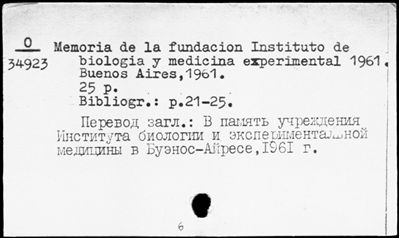 O
34923
Memoria de la fundacion Instituto de
biologia y medicina experimental 1961.
Buenos Aires,1961.
25 p.
Bibliogr.: p.21-25.
Перевод загл.: В память учреждения
Института биологии и экспериментальной
медицины в Буэнос-Айресе,1961 г.
6